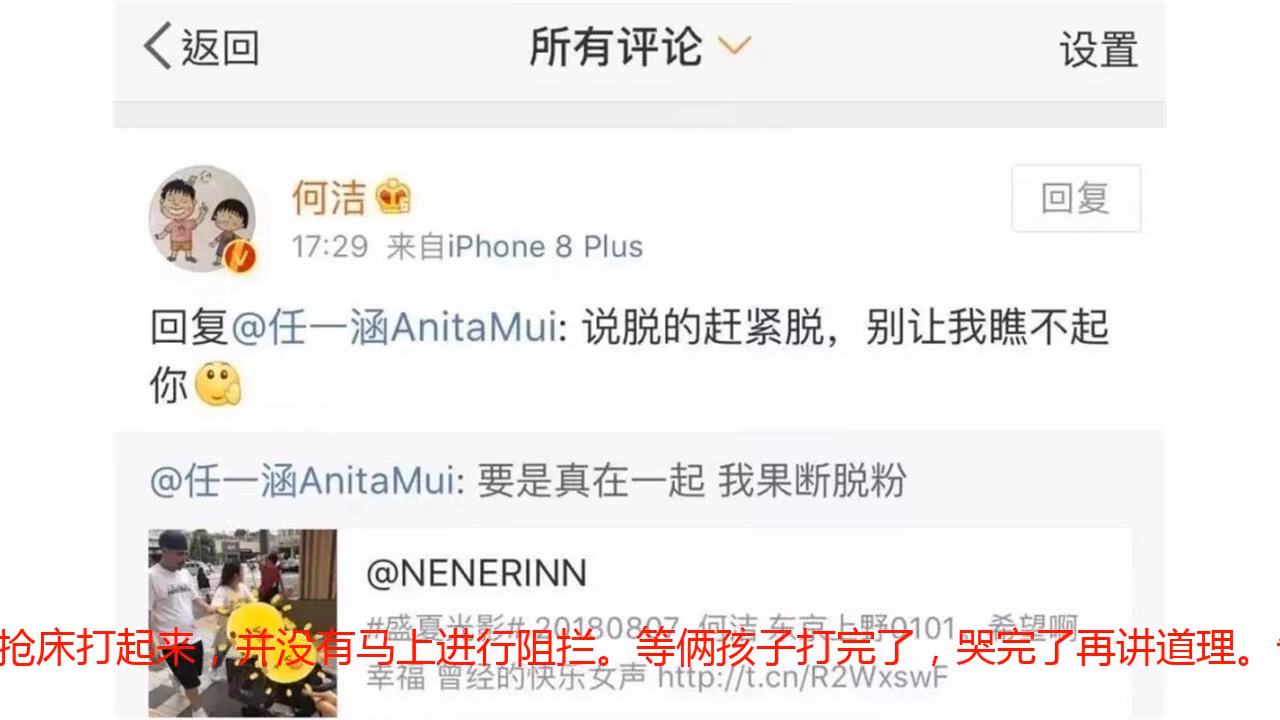 返回 所有评论 设置
何洁 回复
17:29 来自iPhone 8 Plus
回复@任一涵AnitaMui: 说脱的赶紧脱，别让我瞧不起
你
@任一涵AnitaMui: 要是真在一起 我果断脱粉
@NENERINN
#盛夏光影# 20180807 何洁 东京上野0101 希望啊
抢床打起来，并没有马上进行阻拦。等俩孩子打完了，哭完了再讲道理。
幸福 曾经的快乐女声 http://t.cn/R2WxswF